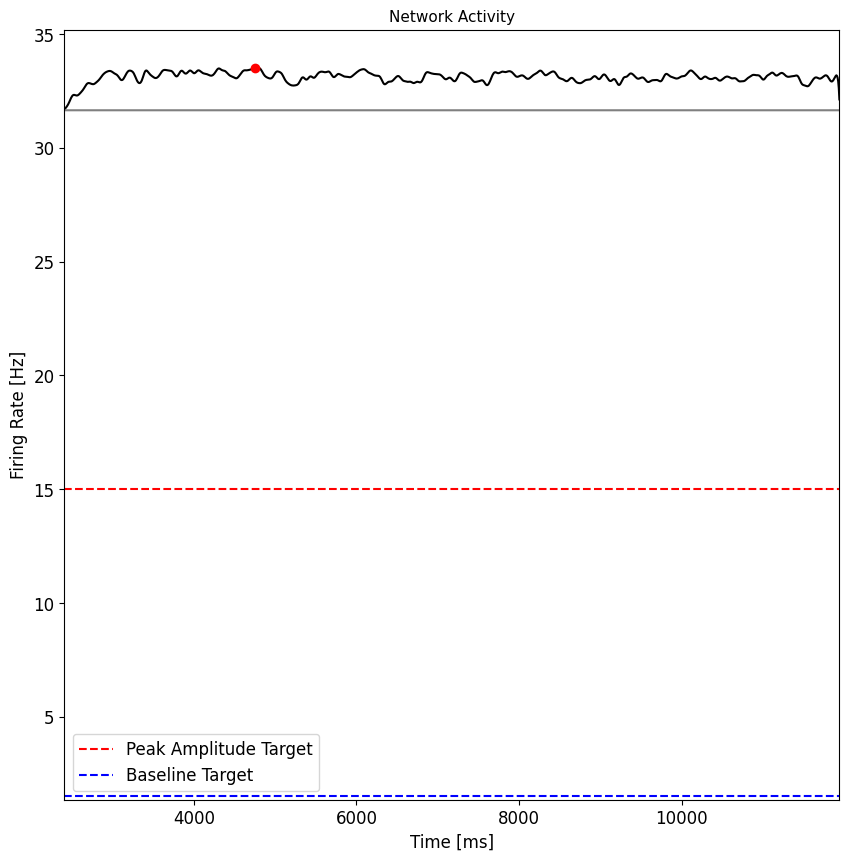 Network Activity
35
30
25
20
15
10
5
Firing Rate [Hz]
Peak Amplitude Target
Baseline Target
4000 6000 8000 10000
Time [ms]